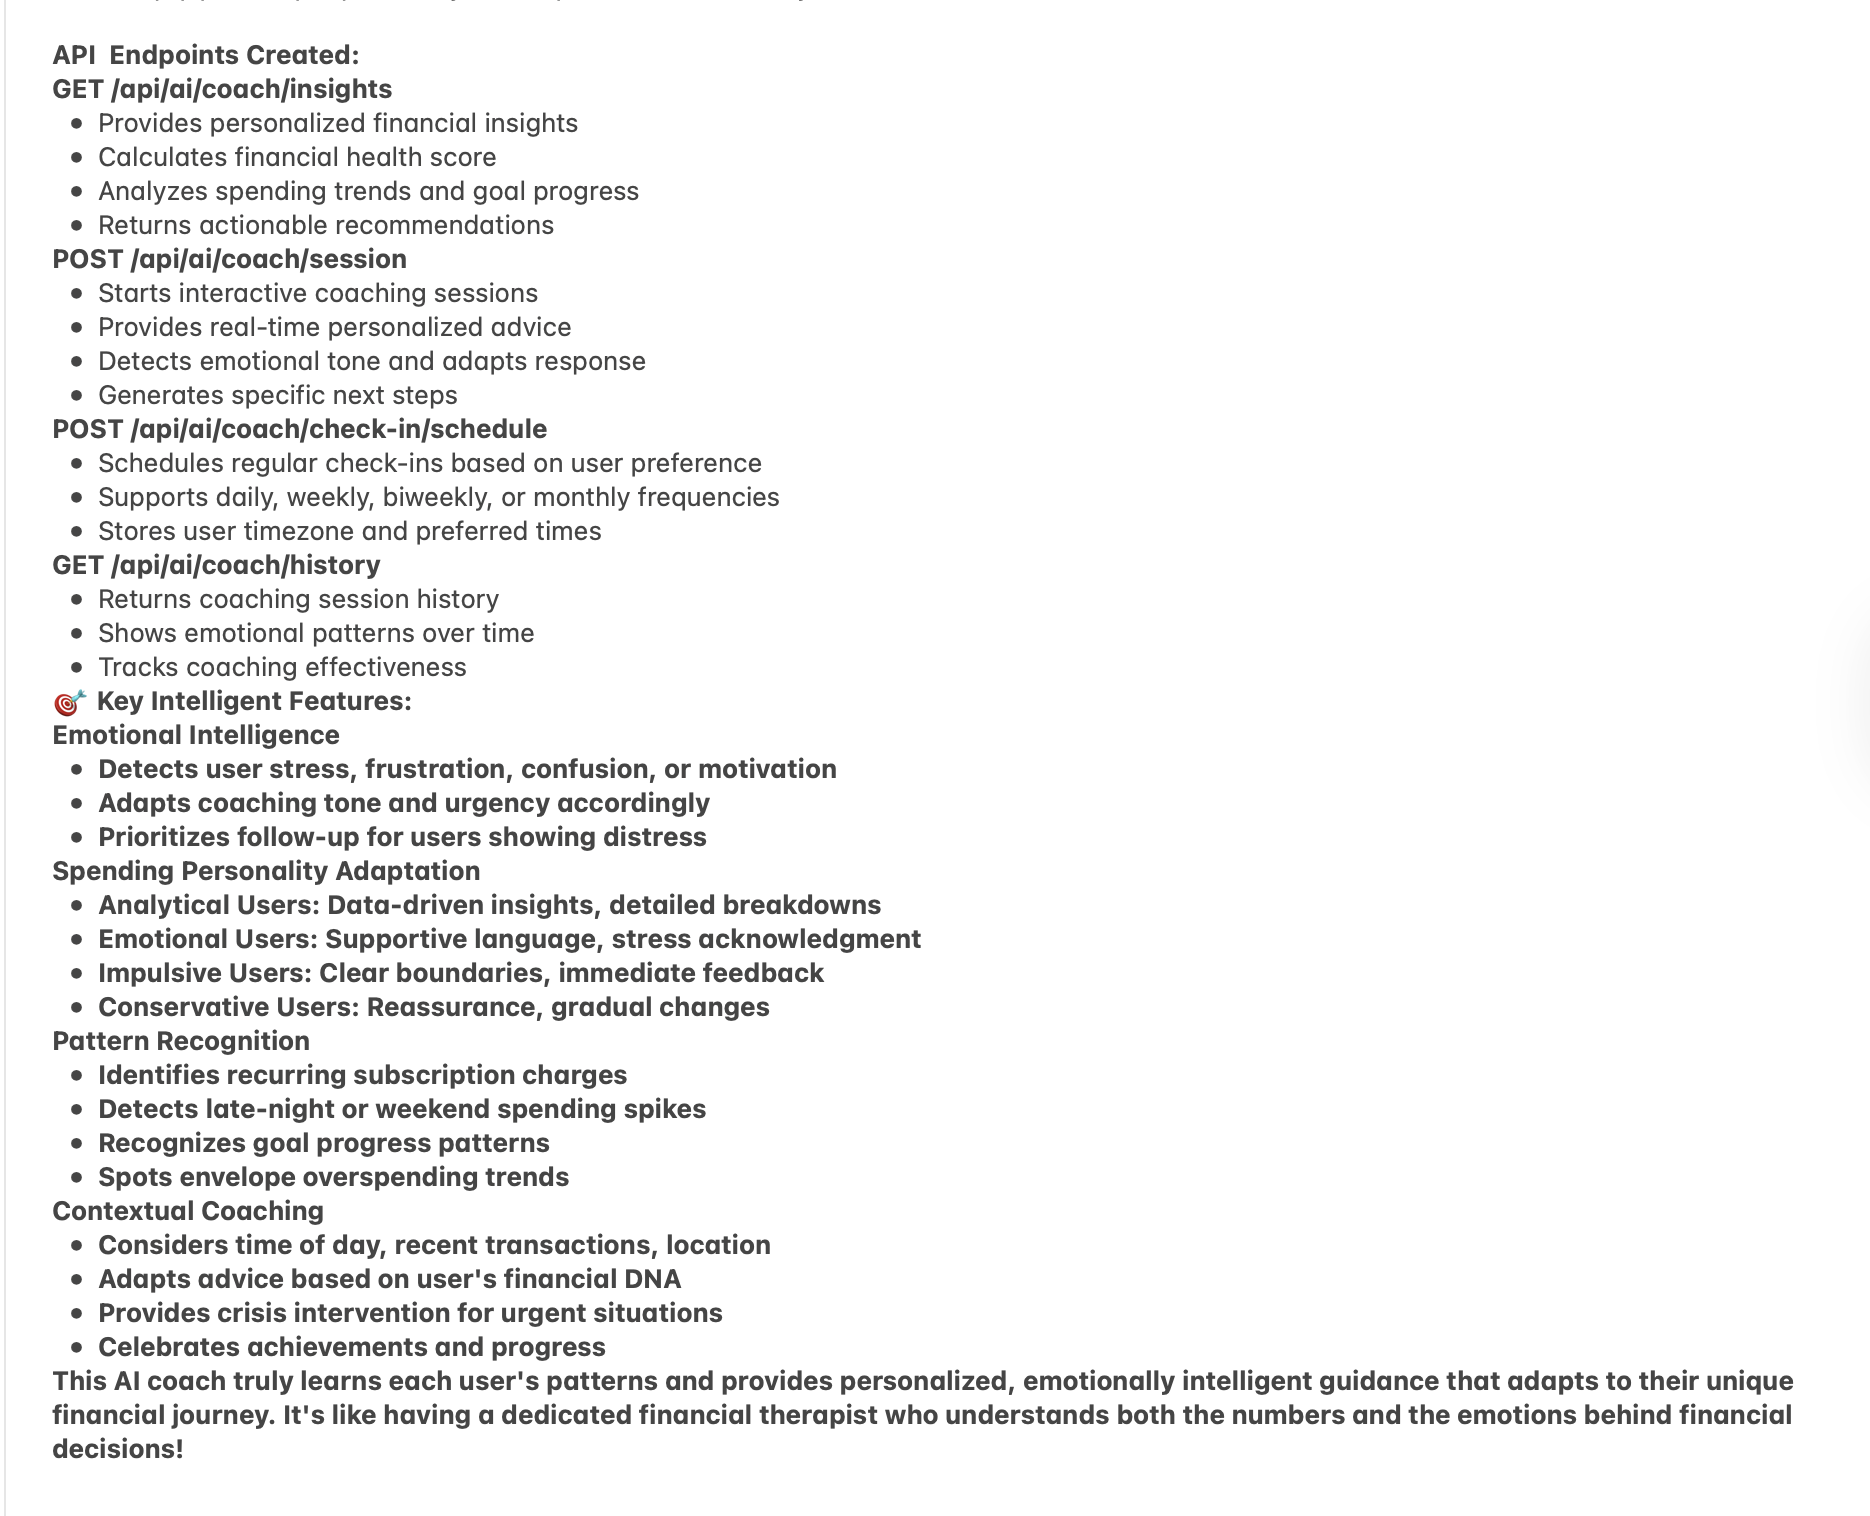 API  Endpoints Created:
GET /api/ai/coach/insights
• Provides personalized financial insights
• Calculates financial health score
• Analyzes spending trends and goal progress
• Returns actionable recommendations
POST /api/ai/coach/session
• Starts interactive coaching sessions
• Provides real-time personalized advice
• Detects emotional tone and adapts response
• Generates specific next steps
POST /api/ai/coach/check-in/schedule
• Schedules regular check-ins based on user preference
• Supports daily, weekly, biweekly, or monthly frequencies
• Stores user timezone and preferred times
GET /api/ai/coach/history
• Returns coaching session history
• Shows emotional patterns over time
• Tracks coaching effectiveness
🎯 Key Intelligent Features:
Emotional Intelligence
• Detects user stress, frustration, confusion, or motivation
• Adapts coaching tone and urgency accordingly
• Prioritizes follow-up for users showing distress
Spending Personality Adaptation
• Analytical Users: Data-driven insights, detailed breakdowns
• Emotional Users: Supportive language, stress acknowledgment
• Impulsive Users: Clear boundaries, immediate feedback
• Conservative Users: Reassurance, gradual changes
Pattern Recognition
• Identifies recurring subscription charges
• Detects late-night or weekend spending spikes
• Recognizes goal progress patterns
• Spots envelope overspending trends
Contextual Coaching
• Considers time of day, recent transactions, location
• Adapts advice based on user's financial DNA
• Provides crisis intervention for urgent situations
• Celebrates achievements and progress
This AI coach truly learns each user's patterns and provides personalized, emotionally intelligent guidance that adapts to their unique
financial journey. It's like having a dedicated financial therapist who understands both the numbers and the emotions behind financial
decisions!